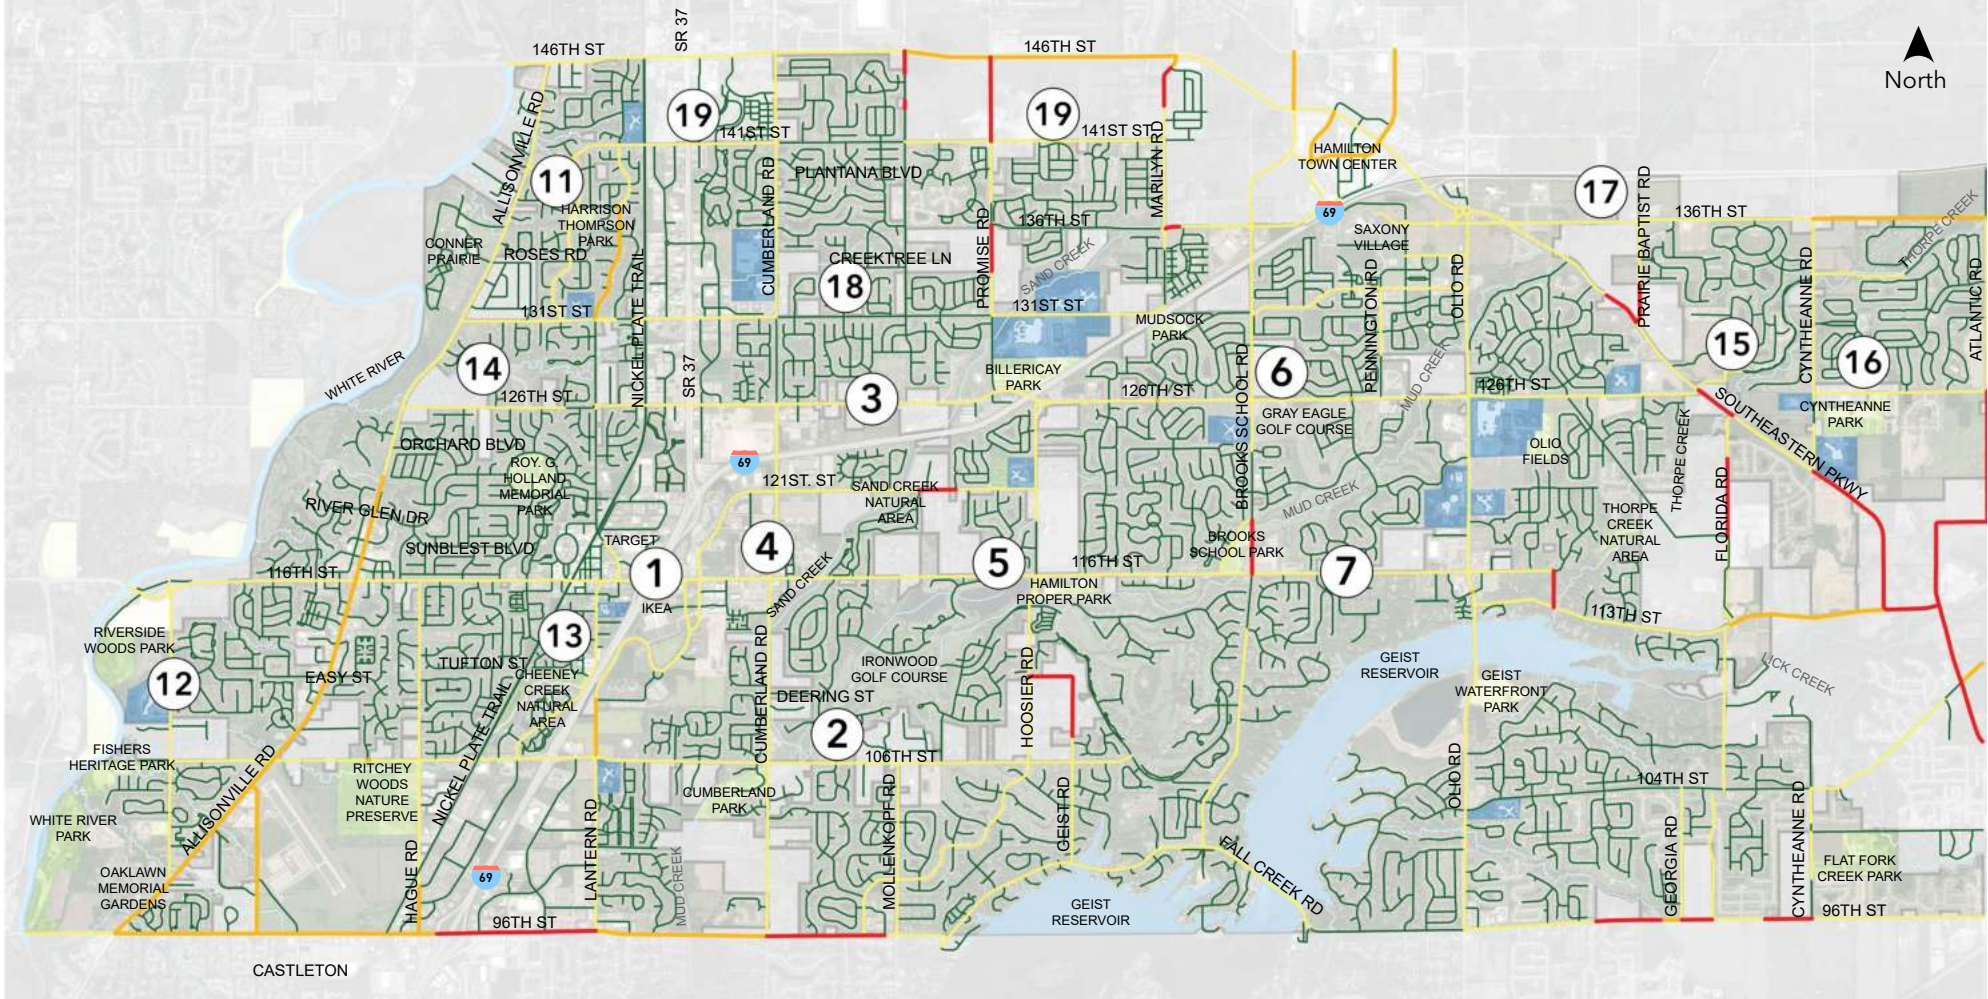 SR 37
146TH ST
146TH ST
North
ALLISONVILLE RD
19
19
141ST ST
141ST ST
MARILYN RD
HAMILTON
TOWN CENTER
11
CUMBERLAND RD
PLANTANA BLVD
17
PRAIRIE BAPTIST RD
HARRISON
THOMPSON
PARK
PROMISE RD
136TH ST
69
136TH ST
THORPE CREEK
CONNER
PRAIRIE
ROSES RD
NICKEL PLATE TRAIL
CREEKTREE LN
SAND CREEK
SAXONY
VILLAGE
PENNINGTON RD
OLIO RD
CYNTHEANNE RD
ATLANTIC RD
18
131ST ST
131ST ST
MUDSOCK
PARK
WHITE RIVER
14
SR 37
BILLERICAY
PARK
BROOKS SCHOOL RD
6
MUD CREEK
15
16
126TH ST
3
126TH ST
126TH ST
SOUTHEASTERN PKWY
CYNTHEANNE
PARK
GRAY EAGLE
GOLF COURSE
ORCHARD BLVD
69
OLIO
FIELDS
THORPE CREEK
FLORIDA RD
ROY. G.
HOLLAND
MEMORIAL
PARK
121ST. ST
SAND CREEK
NATURAL
AREA
MUD CREEK
RIVER GLEN DR
THORPE
CREEK
NATURAL
AREA
SUNBLEST BLVD
TARGET
4
BROOKS
SCHOOL PARK
116TH ST
1
SAND CREEK
5
116TH ST
7
IKEA
HAMILTON
PROPER PARK
113TH ST
RIVERSIDE
WOODS PARK
13
CUMBERLAND RD
HOOSIER RD
TUFTON ST
IRONWOOD
GOLF COURSE
GEIST
RESERVOIR
LICK CREEK
12
EASY ST
NICKEL PLATE TRAIL
CHEENEY
CREEK
NATURAL
AREA
DEERING ST
GEIST
WATERFRONT
PARK
2
FISHERS
HERITAGE PARK
ALLISONVILLE RD
106TH ST
OLIO RD
RITCHEY
WOODS
NATURE
PRESERVE
LANTERN RD
CUMBERLAND
PARK
MOLLENKOPF RD
GEIST RD
104TH ST
CYNTHEANNE RD
WHITE RIVER
PARK
GEORGIA RD
FALL CREEK RD
OAKLAWN
MEMORIAL
GARDENS
HAGUE RD
69
MUD CREEK
FLAT FORK
CREEK PARK
GEIST
RESERVOIR
96TH ST
96TH ST
CASTLETON